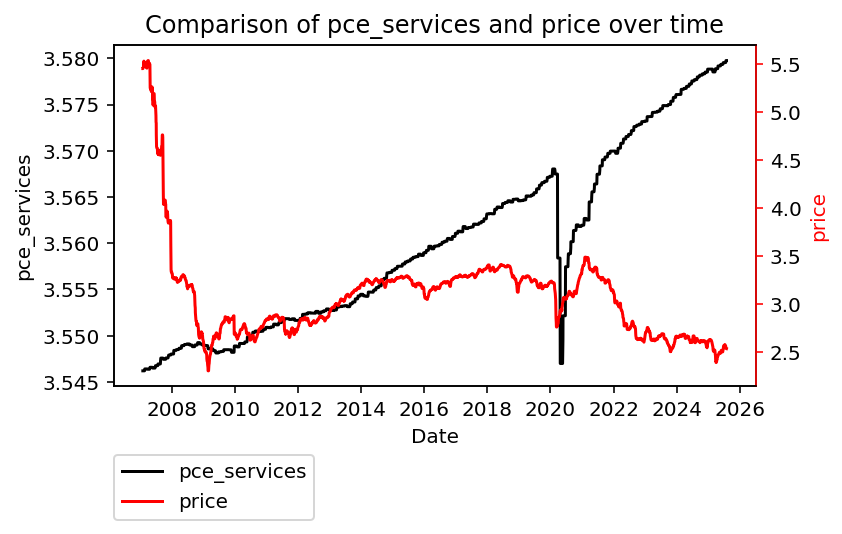 Comparison of pce_services and price over time
pce_services
3.580
3.575
3.570
3.565
3.560
3.555
3.550
3.545
5.5
5.0
4.5
4.0
3.5
3.0
2.5
price
2008 2010 2012 2014 2016 2018 2020 2022 2024 2026
Date
pce_services
price